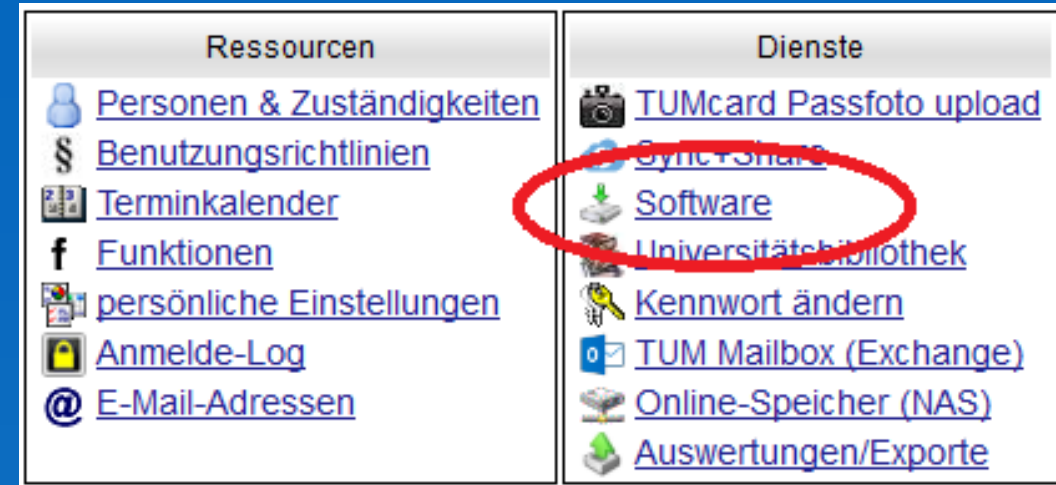 Ressourcen
Personen & Zuständigkeiten
§ Benutzungsrichtlinien
Terminkalender
f Funktionen
persönliche Einstellungen
Anmelde-Log
@ E-Mail-Adressen
Dienste
TUMcard Passfoto upload
Sync+Share
Software
Universitätsbibliothek
Kennwort ändern
TUM Mailbox (Exchange)
Online-Speicher (NAS)
Auswertungen/Exporte